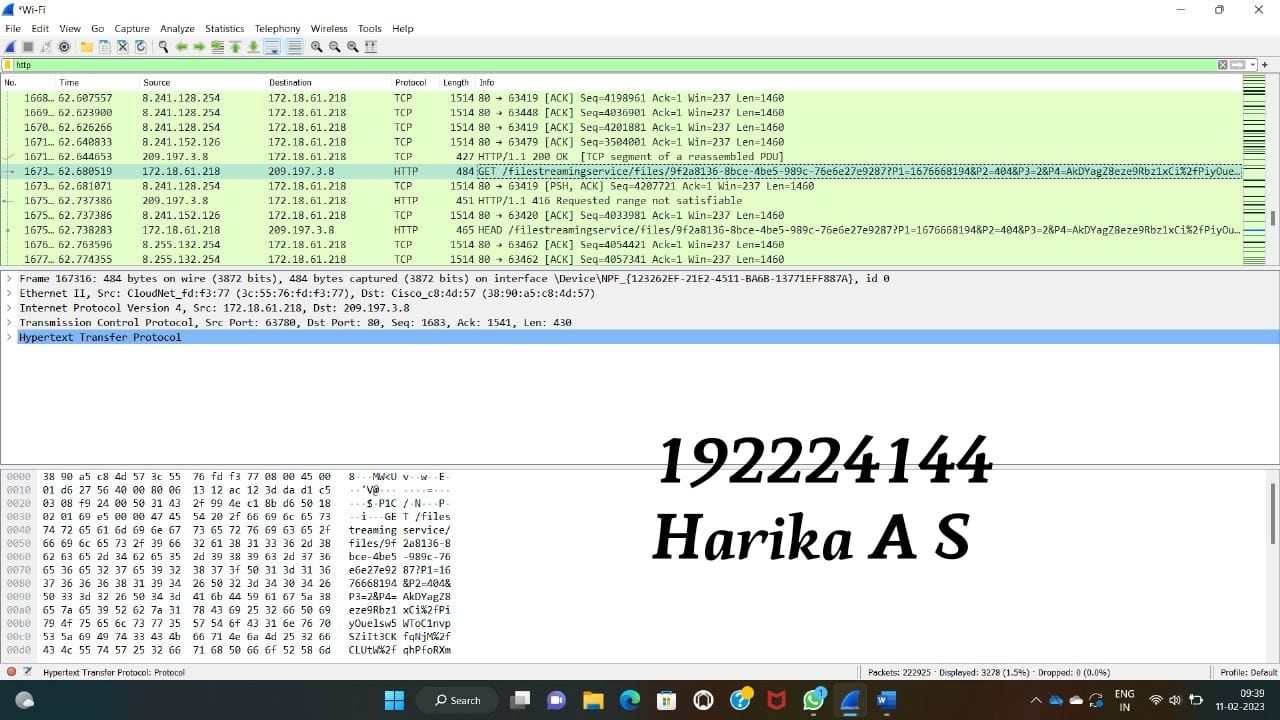 *Wi-Fi
File Edit View Go Capture Analyze Statistics Telephony Wireless Tools Help
http
No. Time Source Destination Protocol Length Info
1668… 62.607557 8.241.128.254 172.18.61.218 TCP 1514 80 → 63419 [ACK] Seq=4198961 Ack=1 Win=237 Len=1460
1669… 62.623900 8.241.128.254 172.18.61.218 TCP 1514 80 → 63448 [ACK] Seq=4036901 Ack=1 Win=237 Len=1460
1670… 62.626266 8.241.128.254 172.18.61.218 TCP 1514 80 → 63419 [ACK] Seq=4201881 Ack=1 Win=237 Len=1460
1671… 62.640833 8.241.152.126 172.18.61.218 TCP 1514 80 → 63479 [ACK] Seq=3504001 Ack=1 Win=237 Len=1460
1671… 62.644653 209.197.3.8 172.18.61.218 TCP 427 HTTP/1.1 200 OK [TCP segment of a reassembled PDU]
1673… 62.680519 172.18.61.218 209.197.3.8 HTTP 484 GET /filestreamingservice/files/9f2a8136-8bce-4be5-989c-76e6e27e9287?P1=1676668194&P2=404&P3=2&P4=AkDYagZ8eze9Rbz1xCi%2fPiyOue…
1673… 62.681071 8.241.128.254 172.18.61.218 TCP 1514 80 → 63419 [PSH, ACK] Seq=4207721 Ack=1 Win=237 Len=1460
1675… 62.737386 209.197.3.8 172.18.61.218 HTTP 451 HTTP/1.1 416 Requested range not satisfiable
1675… 62.737386 8.241.152.126 172.18.61.218 TCP 1514 80 → 63420 [ACK] Seq=4033981 Ack=1 Win=237 Len=1460
1675… 62.738283 172.18.61.218 209.197.3.8 HTTP 465 HEAD /filestreamingservice/files/9f2a8136-8bce-4be5-989c-76e6e27e9287?P1=1676668194&P2=404&P3=2&P4=AkDYagZ8eze9Rbz1xCi%2fPiyOu…
1676… 62.763596 8.255.132.254 172.18.61.218 TCP 1514 80 → 63462 [ACK] Seq=4054421 Ack=1 Win=237 Len=1460
1677… 62.774355 8.255.132.254 172.18.61.218 TCP 1514 80 → 63462 [ACK] Seq=4057341 Ack=1 Win=237 Len=1460
Frame 167316: 484 bytes on wire (3872 bits), 484 bytes captured (3872 bits) on interface \Device\NPF_{123262EF-21E2-4511-BA6B-13771EFF887A}, id 0
Ethernet II, Src: CloudNet_fd:f3:77 (3c:55:76:fd:f3:77), Dst: Cisco_c8:4d:57 (38:90:a5:c8:4d:57)
Internet Protocol Version 4, Src: 172.18.61.218, Dst: 209.197.3.8
Transmission Control Protocol, Src Port: 63780, Dst Port: 80, Seq: 1683, Ack: 1541, Len: 430
Hypertext Transfer Protocol
192224144
Harika A S
0000 38 90 a5 c8 4d 57 3c 55 76 fd f3 77 08 00 45 00 8···MW<U v··w··E·
0010 01 d6 27 56 40 00 80 06 13 12 ac 12 3d da d1 c5 ··'V@··· ····=···
0020 03 08 f9 24 00 50 31 43 2f 99 4e c1 8b d6 50 18 ···$·P1C /·N···P·
0030 02 01 69 e5 00 00 47 45 54 20 2f 66 69 6c 65 73 ··i···GE T /files
0040 74 72 65 61 6d 69 6e 67 73 65 72 76 69 63 65 2f treaming service/
0050 66 69 6c 65 73 2f 39 66 32 61 38 31 33 36 2d 38 files/9f 2a8136-8
0060 62 63 65 2d 34 62 65 35 2d 39 38 39 63 2d 37 36 bce-4be5 -989c-76
0070 65 36 65 32 37 65 39 32 38 37 3f 50 31 3d 31 36 e6e27e92 87?P1=16
0080 37 36 36 36 38 31 39 34 26 50 32 3d 34 30 34 26 76668194 &P2=404&
0090 50 33 3d 32 26 50 34 3d 41 6b 44 59 61 67 5a 38 P3=2&P4= AkDYagZ8
00a0 65 7a 65 39 52 62 7a 31 78 43 69 25 32 66 50 69 eze9Rbz1 xCi%2fPi
00b0 79 4f 75 65 6c 73 77 35 57 54 6f 43 31 6e 76 70 yOuelsw5 WToC1nvp
00c0 53 5a 69 49 74 33 43 4b 66 71 4e 6a 4d 25 32 66 SZiIt3CK fqNjM%2f
00d0 43 4c 55 74 57 25 32 66 71 68 50 66 6f 52 58 6d CLUtW%2f qhPfoRXm
Hypertext Transfer Protocol: Protocol Packets: 222925 · Displayed: 3278 (1.5%) · Dropped: 0 (0.0%) Profile: Default
Search ENG 09:39
IN 11-02-2023